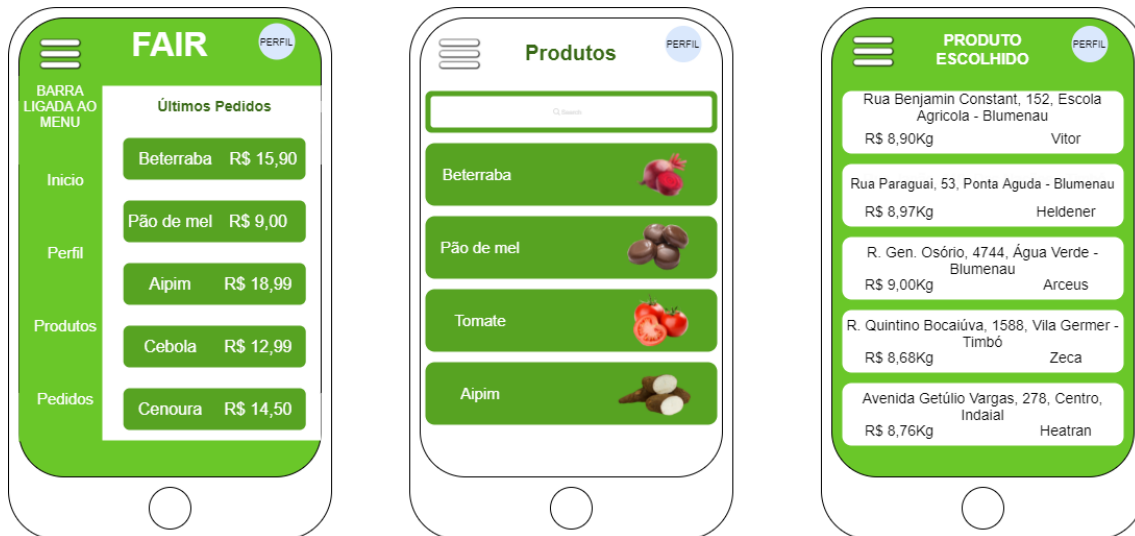 FAIR
PERFIL
BARRA
LIGADA AO
MENU
Inicio
Perfil
Produtos
Pedidos
Últimos Pedidos
Beterraba R$ 15,90
Pão de mel R$ 9,00
Aipim R$ 18,99
Cebola R$ 12,99
Cenoura R$ 14,50
Produtos
PERFIL
Search
Beterraba
Pão de mel
Tomate
Aipim
PRODUTO
ESCOLHIDO
PERFIL
Rua Benjamin Constant, 152, Escola
Agricola - Blumenau
R$ 8,90Kg Vitor
Rua Paraguai, 53, Ponta Aguda - Blumenau
R$ 8,97Kg Heldener
R. Gen. Osório, 4744, Água Verde -
Blumenau
R$ 9,00Kg Arceus
R. Quintino Bocaiúva, 1588, Vila Germer -
Timbó
R$ 8,68Kg Zeca
Avenida Getúlio Vargas, 278, Centro,
Indaial
R$ 8,76Kg Heatran